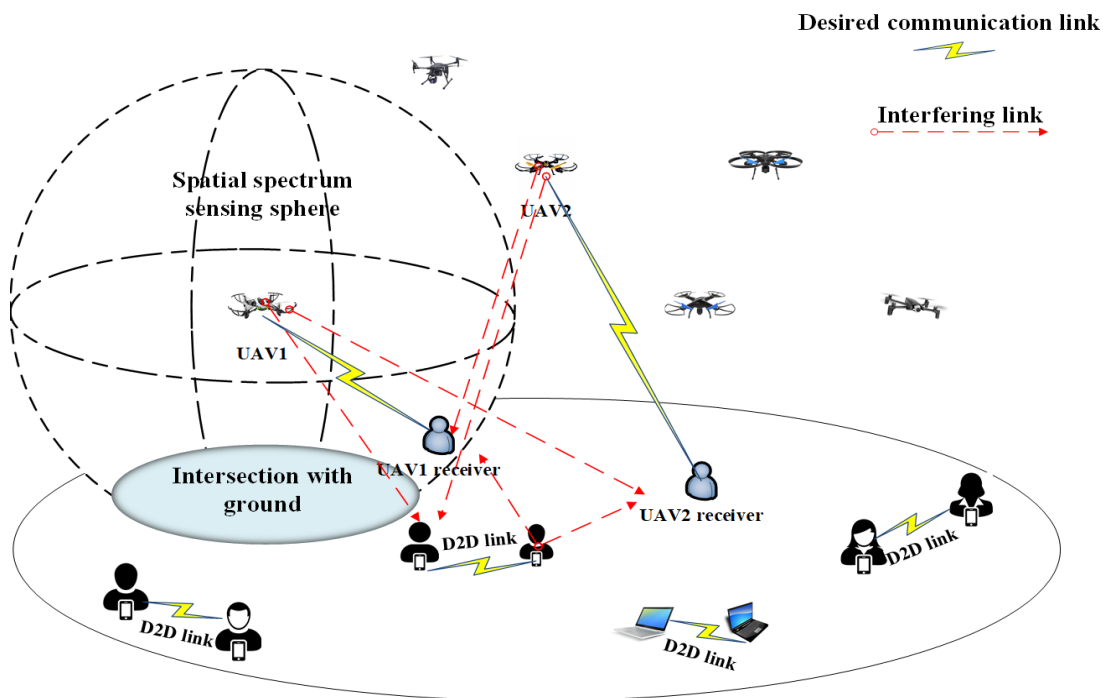 Desired communication link
Interfering link
Spatial spectrum
sensing sphere
UAV2
UAV1
UAV1 receiver
Intersection with
ground
UAV2 receiver
D2D link
D2D link
D2D link
D2D link